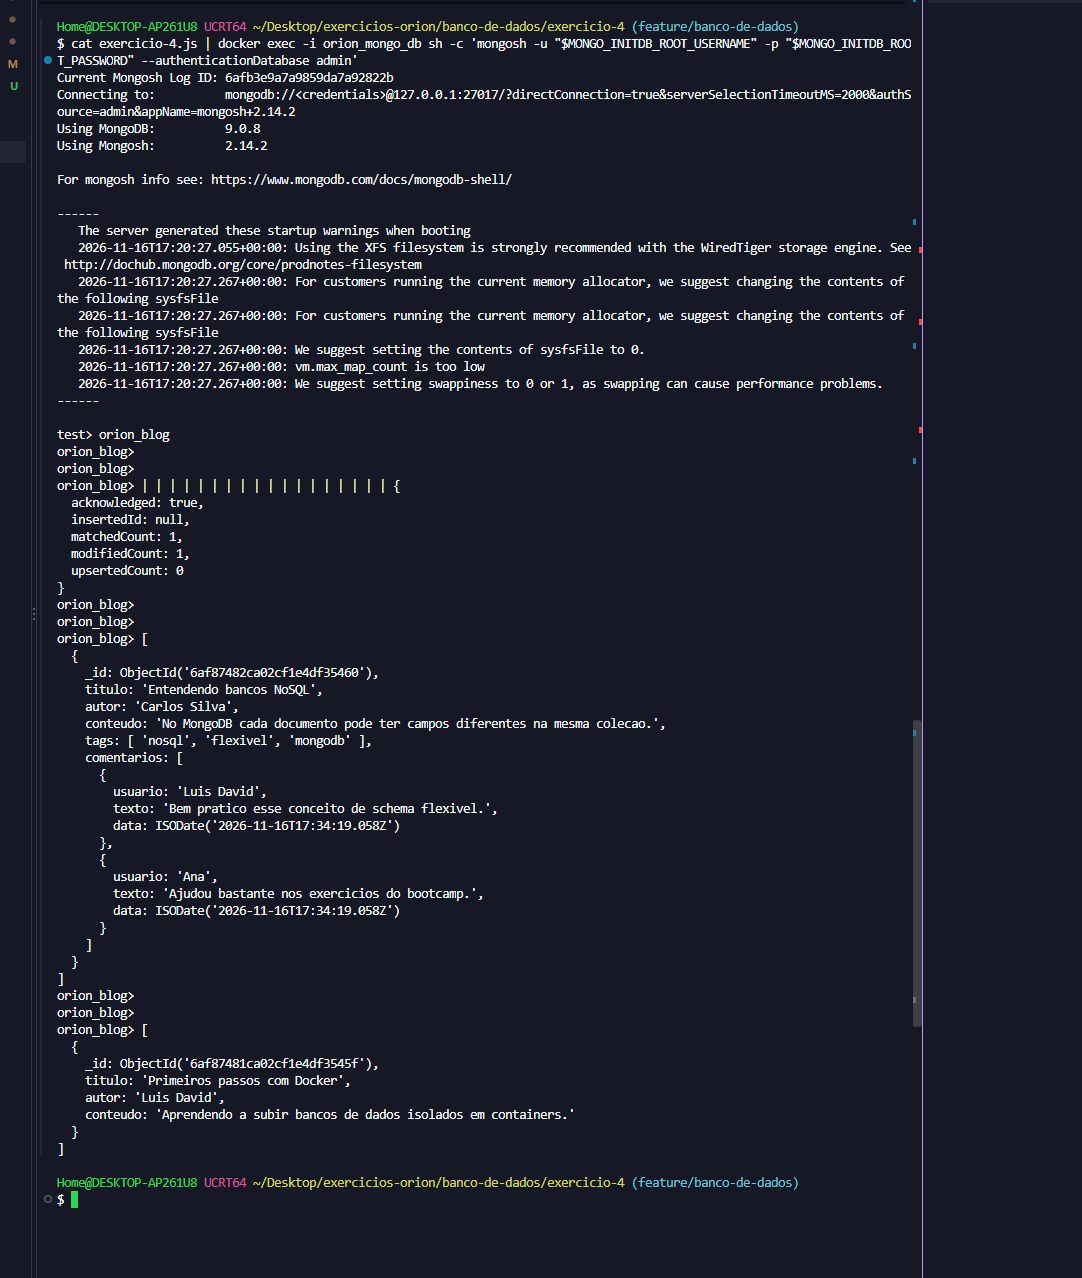 M
U
Home@DESKTOP-AP261U8 UCRT64 ~/Desktop/exercicios-orion/banco-de-dados/exercicio-4 (feature/banco-de-dados)
$ cat exercicio-4.js | docker exec -i orion_mongo_db sh -c 'mongosh -u "$MONGO_INITDB_ROOT_USERNAME" -p "$MONGO_INITDB_ROO
T_PASSWORD" --authenticationDatabase admin'
Current Mongosh Log ID: 6afb3e9a7a9859da7a92822b
Connecting to:          mongodb://<credentials>@127.0.0.1:27017/?directConnection=true&serverSelectionTimeoutMS=2000&authS
ource=admin&appName=mongosh+2.14.2
Using MongoDB:          9.0.8
Using Mongosh:          2.14.2
For mongosh info see: https://www.mongodb.com/docs/mongodb-shell/
------
   The server generated these startup warnings when booting
   2026-11-16T17:20:27.055+00:00: Using the XFS filesystem is strongly recommended with the WiredTiger storage engine. See
 http://dochub.mongodb.org/core/prodnotes-filesystem
   2026-11-16T17:20:27.267+00:00: For customers running the current memory allocator, we suggest changing the contents of
the following sysfsFile
   2026-11-16T17:20:27.267+00:00: For customers running the current memory allocator, we suggest changing the contents of
the following sysfsFile
   2026-11-16T17:20:27.267+00:00: We suggest setting the contents of sysfsFile to 0.
   2026-11-16T17:20:27.267+00:00: vm.max_map_count is too low
   2026-11-16T17:20:27.267+00:00: We suggest setting swappiness to 0 or 1, as swapping can cause performance problems.
------
test> orion_blog
orion_blog>
orion_blog>
orion_blog> | | | | | | | | | | | | | | | | | | {
  acknowledged: true,
  insertedId: null,
  matchedCount: 1,
  modifiedCount: 1,
  upsertedCount: 0
}
orion_blog>
orion_blog>
orion_blog> [
  {
    _id: ObjectId('6af87482ca02cf1e4df35460'),
    titulo: 'Entendendo bancos NoSQL',
    autor: 'Carlos Silva',
    conteudo: 'No MongoDB cada documento pode ter campos diferentes na mesma colecao.',
    tags: [ 'nosql', 'flexivel', 'mongodb' ],
    comentarios: [
      {
        usuario: 'Luis David',
        texto: 'Bem pratico esse conceito de schema flexivel.',
        data: ISODate('2026-11-16T17:34:19.058Z')
      },
      {
        usuario: 'Ana',
        texto: 'Ajudou bastante nos exercicios do bootcamp.',
        data: ISODate('2026-11-16T17:34:19.058Z')
      }
    ]
  }
]
orion_blog>
orion_blog>
orion_blog> [
  {
    _id: ObjectId('6af87481ca02cf1e4df3545f'),
    titulo: 'Primeiros passos com Docker',
    autor: 'Luis David',
    conteudo: 'Aprendendo a subir bancos de dados isolados em containers.'
  }
]
Home@DESKTOP-AP261U8 UCRT64 ~/Desktop/exercicios-orion/banco-de-dados/exercicio-4 (feature/banco-de-dados)
$